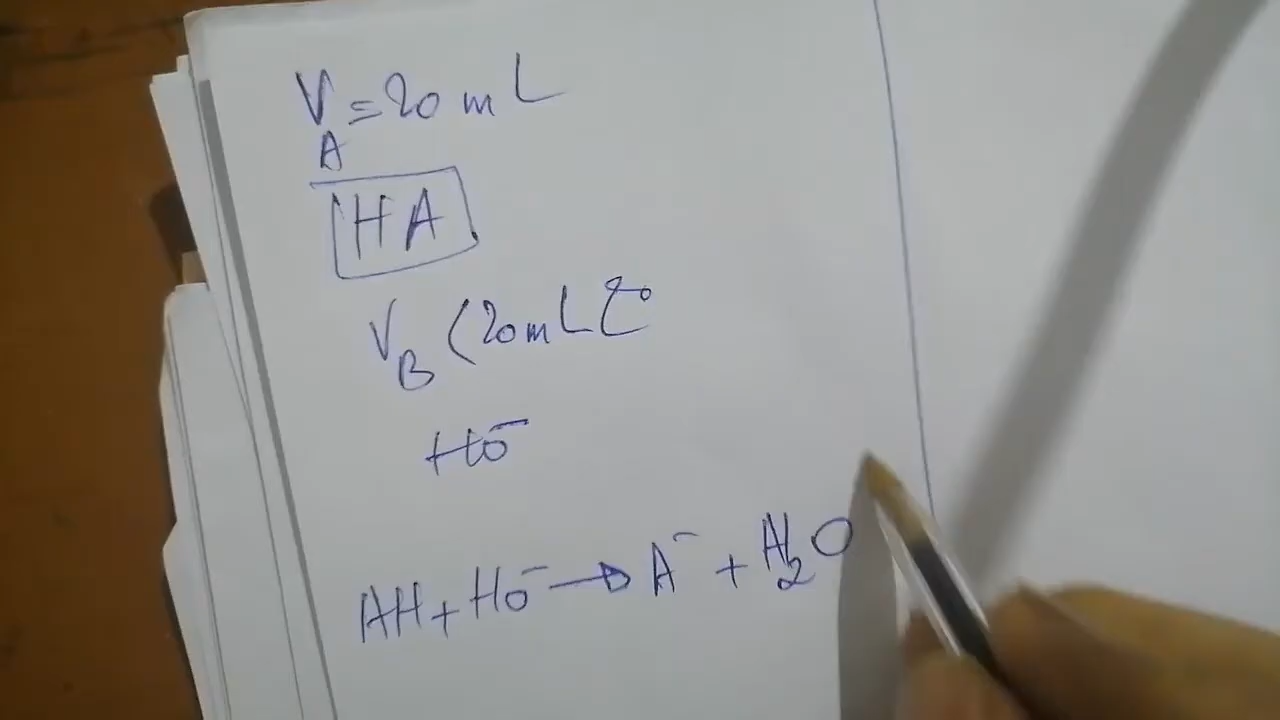 V_A = 20 mL
HA
V_B (20 mL
HO⁻
AH + HO⁻ → A⁻ + H₂O